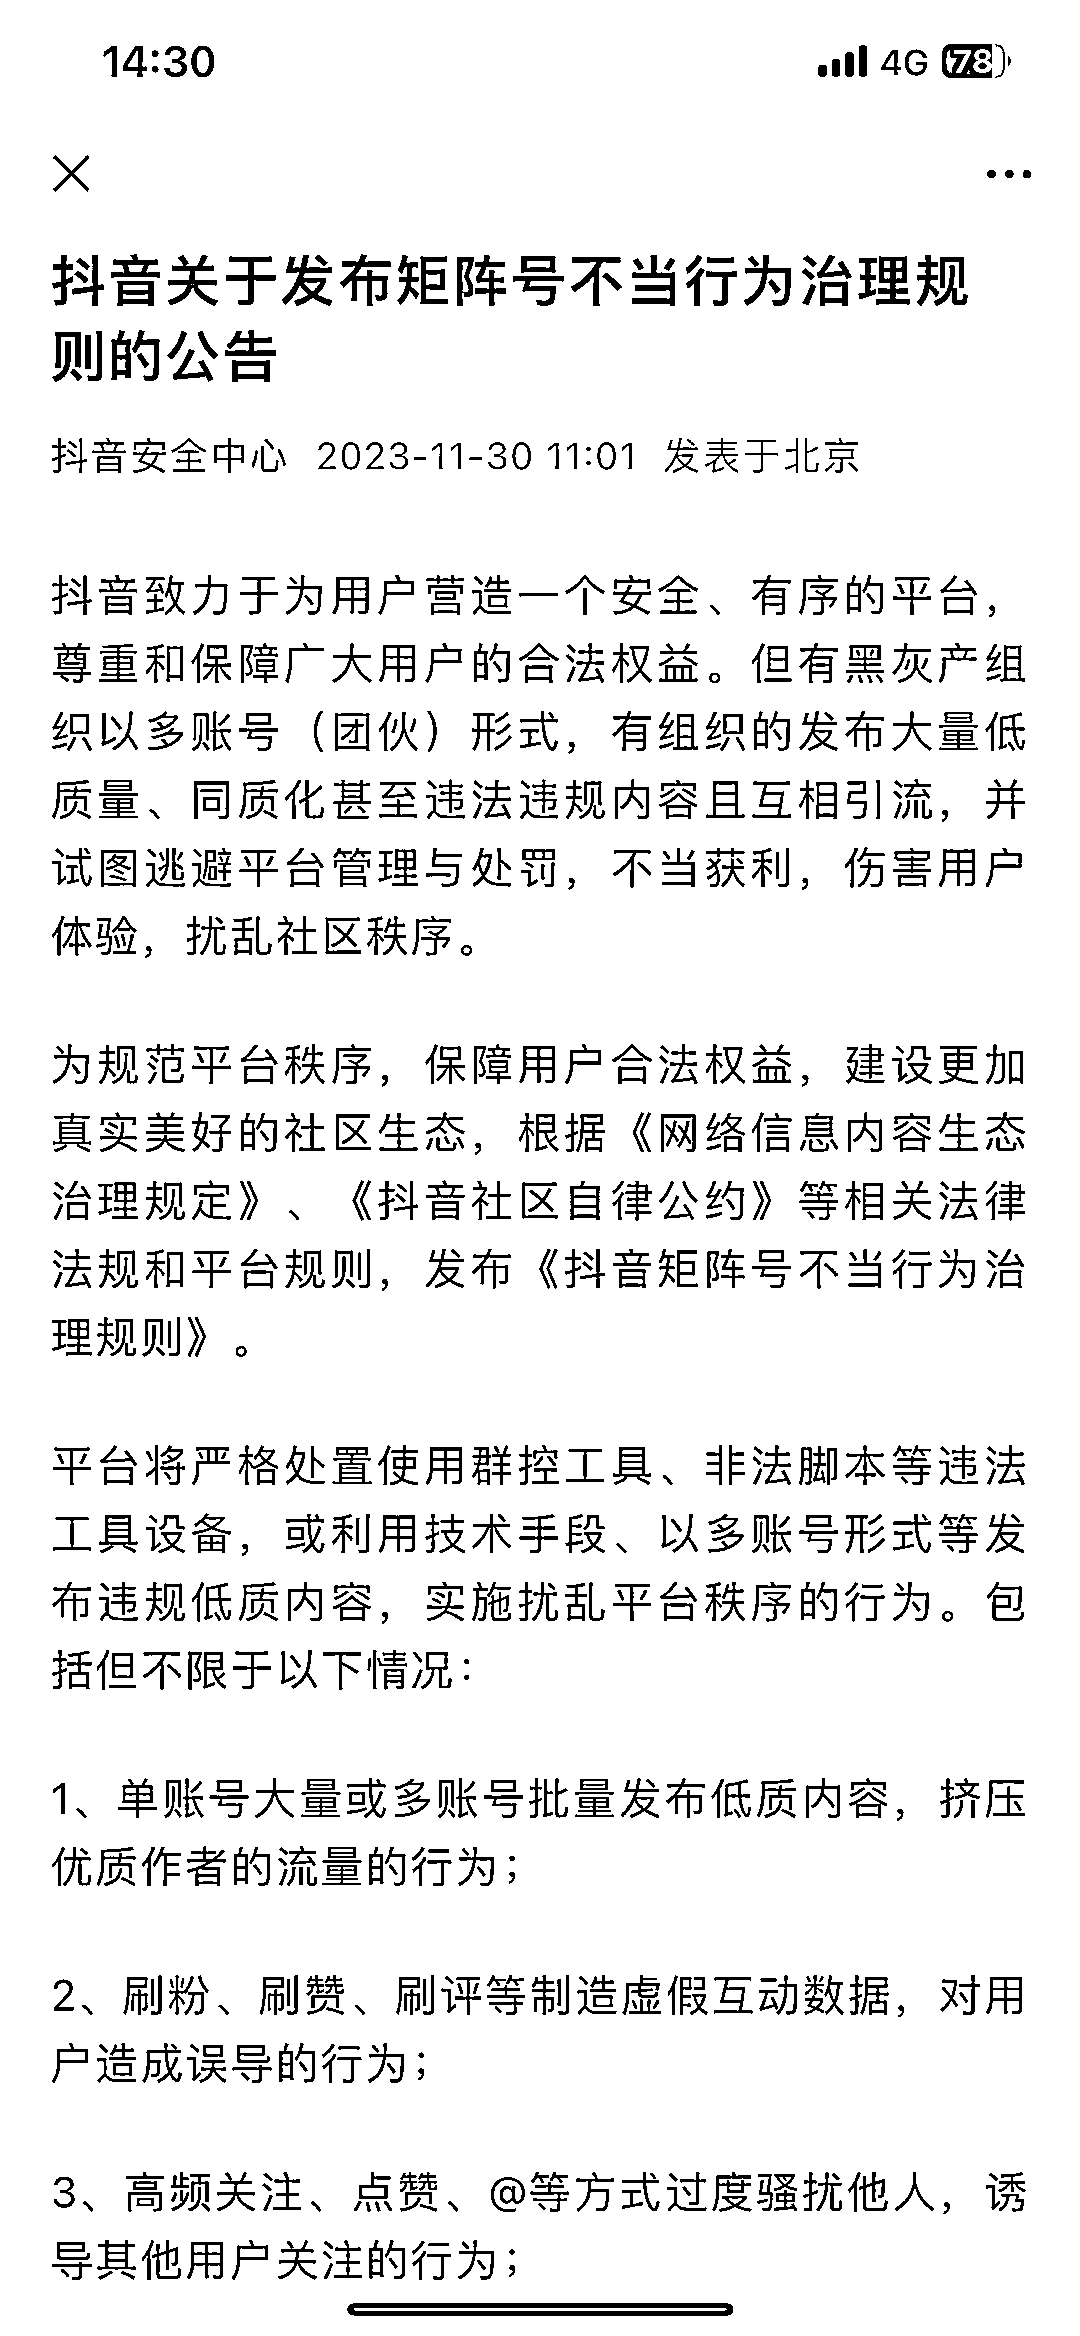 14:30
4G 78
抖音关于发布矩阵号不当行为治理规
则的公告
抖音安全中心 2023-11-30 11:01 发表于北京
抖音致力于为用户营造一个安全、有序的平台，
尊重和保障广大用户的合法权益。但有黑灰产组
织以多账号（团伙）形式，有组织的发布大量低
质量、同质化甚至违法违规内容且互相引流，并
试图逃避平台管理与处罚，不当获利，伤害用户
体验，扰乱社区秩序。
为规范平台秩序，保障用户合法权益，建设更加
真实美好的社区生态，根据《网络信息内容生态
治理规定》、《抖音社区自律公约》等相关法律
法规和平台规则，发布《抖音矩阵号不当行为治
理规则》。
平台将严格处置使用群控工具、非法脚本等违法
工具设备，或利用技术手段、以多账号形式等发
布违规低质内容，实施扰乱平台秩序的行为。包
括但不限于以下情况：
1、单账号大量或多账号批量发布低质内容，挤压
优质作者的流量的行为；
2、刷粉、刷赞、刷评等制造虚假互动数据，对用
户造成误导的行为；
3、高频关注、点赞、@等方式过度骚扰他人，诱
导其他用户关注的行为；